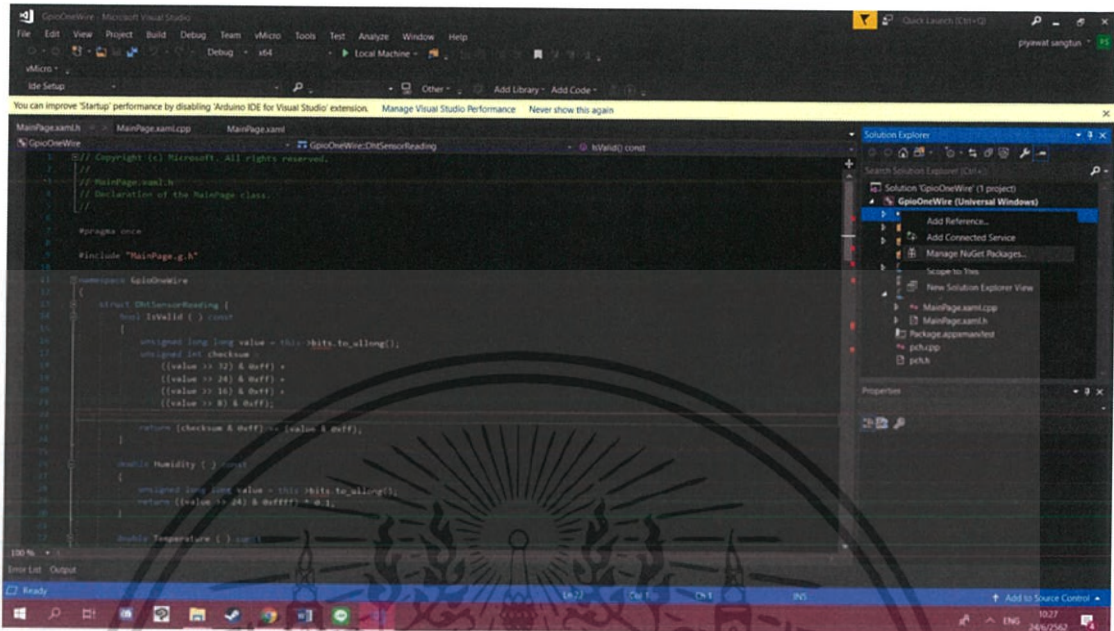 GpioOneWire - Microsoft Visual Studio
Quick Launch (Ctrl+Q)
File Edit View Project Build Debug Team vMicro Tools Test Analyze Window Help
piyawat sangtun PS
Debug x64 Local Machine
vMicro
Ide Setup Other Add Library Add Code
You can improve 'Startup' performance by disabling 'Arduino IDE for Visual Studio' extension. Manage Visual Studio Performance Never show this again
MainPage.xaml.h MainPage.xaml.cpp MainPage.xaml
GpioOneWire GpioOneWire::DhtSensorReading IsValid() const
// Copyright (c) Microsoft. All rights reserved.
//
// MainPage.xaml.h
// Declaration of the MainPage class.
//
#pragma once
#include "MainPage.g.h"
namespace GpioOneWire
{
struct DhtSensorReading {
bool IsValid ( ) const
{
unsigned long long value = this->bits.to_ullong();
unsigned int checksum =
((value >> 32) & 0xff) +
((value >> 24) & 0xff) +
((value >> 16) & 0xff) +
((value >> 8) & 0xff);
return (checksum & 0xff) == (value & 0xff);
}
double Humidity ( ) const
{
unsigned long long value = this->bits.to_ullong();
return ((value >> 24) & 0xffff) * 0.1;
}
double Temperature ( ) const
100 %
Error List Output
Solution Explorer
Search Solution Explorer (Ctrl+;)
Solution 'GpioOneWire' (1 project)
GpioOneWire (Universal Windows)
Add Reference...
Add Connected Service
Manage NuGet Packages...
Scope to This
New Solution Explorer View
MainPage.xaml.cpp
MainPage.xaml.h
Package.appxmanifest
pch.cpp
pch.h
Properties
Ready Ln 22 Col 1 Ch 1 INS Add to Source Control
ENG 10:27
24/6/2562